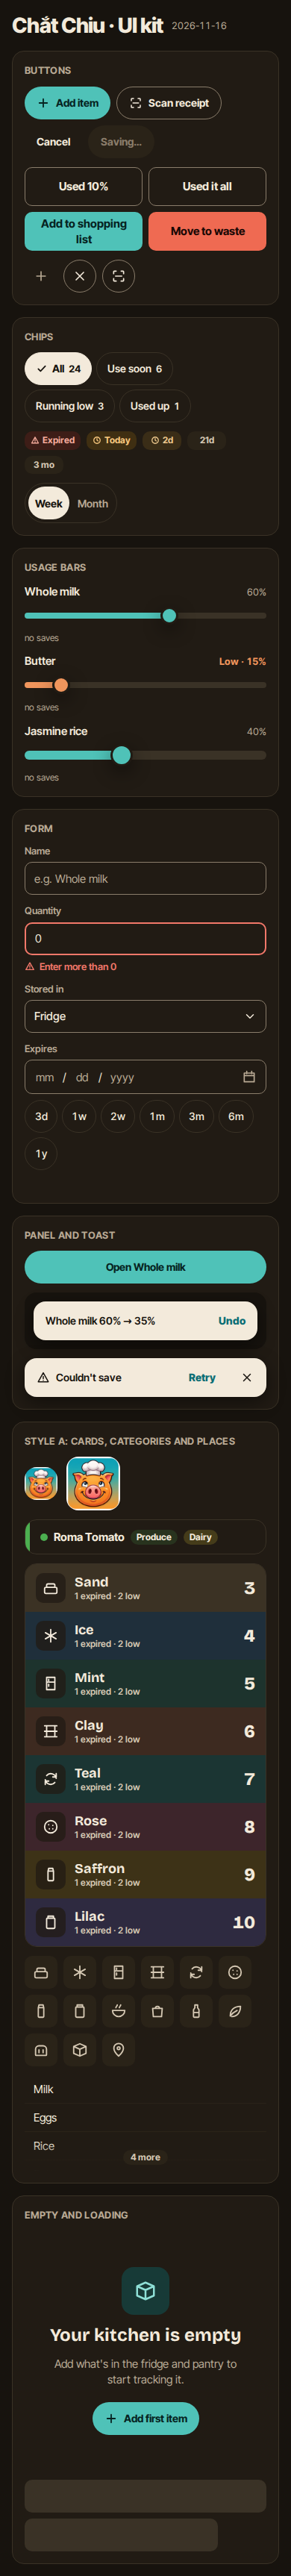 Chắt Chiu · UI kit 2026-11-16
BUTTONS
Add item
Scan receipt
Cancel
Saving…
Used 10%
Used it all
Add to shopping
list
Move to waste
CHIPS
All 24
Use soon 6
Running low 3
Used up 1
Expired
Today
2d
21d
3 mo
Week
Month
USAGE BARS
Whole milk 60%
no saves
Butter Low · 15%
no saves
Jasmine rice 40%
no saves
FORM
Name
e.g. Whole milk
Quantity
0
Enter more than 0
Stored in
Fridge
Expires
mm / dd / yyyy
3d 1w 2w 1m 3m 6m
1y
PANEL AND TOAST
Open Whole milk
Whole milk 60% → 35% Undo
Couldn't save Retry
STYLE A: CARDS, CATEGORIES AND PLACES
Roma Tomato Produce Dairy
Sand 3
1 expired · 2 low
Ice 4
1 expired · 2 low
Mint 5
1 expired · 2 low
Clay 6
1 expired · 2 low
Teal 7
1 expired · 2 low
Rose 8
1 expired · 2 low
Saffron 9
1 expired · 2 low
Lilac 10
1 expired · 2 low
Milk
Eggs
Rice
4 more
EMPTY AND LOADING
Your kitchen is empty
Add what's in the fridge and pantry to
start tracking it.
Add first item